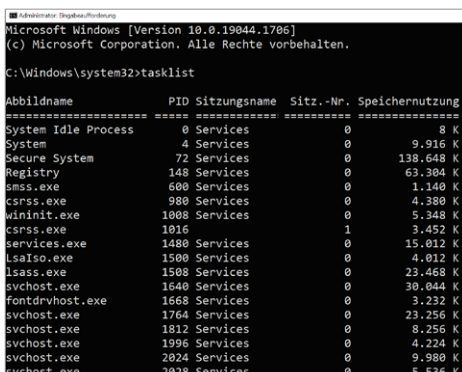 Administrator: Eingabeaufforderung
Microsoft Windows [Version 10.0.19044.1706]
(c) Microsoft Corporation. Alle Rechte vorbehalten.
C:\Windows\system32>tasklist
Abbildname PID Sitzungsname Sitz.-Nr. Speichernutzung
========================= ======== ================ =========== ===============
System Idle Process 0 Services 0 8 K
System 4 Services 0 9.916 K
Secure System 72 Services 0 138.648 K
Registry 148 Services 0 63.304 K
smss.exe 600 Services 0 1.140 K
csrss.exe 980 Services 0 4.380 K
wininit.exe 1008 Services 0 5.348 K
csrss.exe 1016 1 3.452 K
services.exe 1480 Services 0 15.012 K
LsaIso.exe 1500 Services 0 4.012 K
lsass.exe 1508 Services 0 23.468 K
svchost.exe 1640 Services 0 30.044 K
fontdrvhost.exe 1668 Services 0 3.232 K
svchost.exe 1764 Services 0 23.256 K
svchost.exe 1812 Services 0 8.256 K
svchost.exe 1996 Services 0 4.224 K
svchost.exe 2024 Services 0 9.980 K
svchost.exe 2028 Services 0 5.536 K